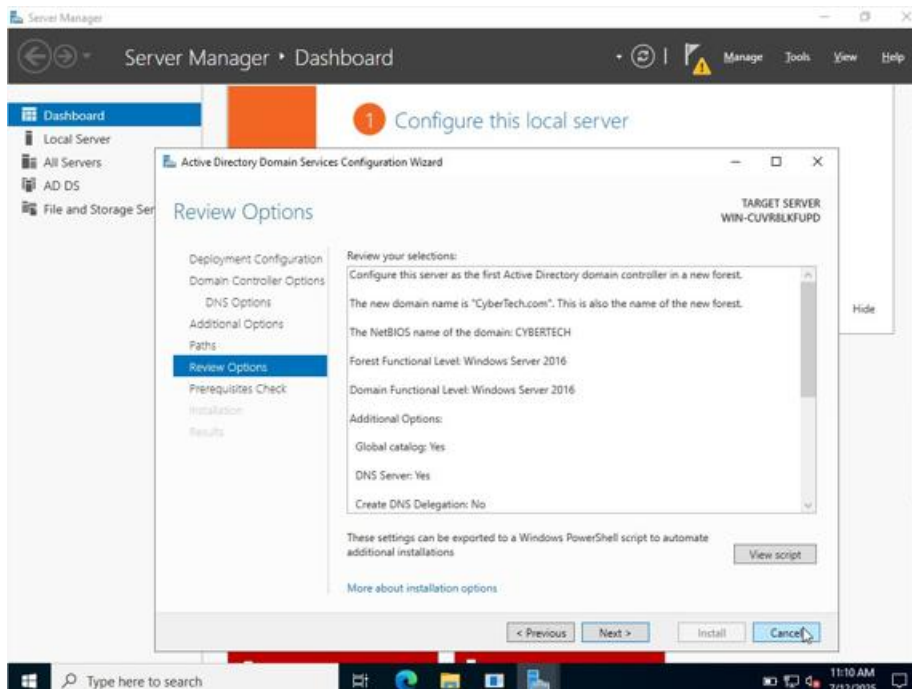 Server Manager
Server Manager • Dashboard
Manage Tools View Help
Dashboard
Local Server
All Servers
AD DS
File and Storage Ser
1 Configure this local server
Hide
Active Directory Domain Services Configuration Wizard
Review Options
TARGET SERVER
WIN-CUVR8LKFUPD
Deployment Configuration
Domain Controller Options
DNS Options
Additional Options
Paths
Review Options
Prerequisites Check
Installation
Results
Review your selections:
Configure this server as the first Active Directory domain controller in a new forest.
The new domain name is "CyberTech.com". This is also the name of the new forest.
The NetBIOS name of the domain: CYBERTECH
Forest Functional Level: Windows Server 2016
Domain Functional Level: Windows Server 2016
Additional Options:
Global catalog: Yes
DNS Server: Yes
Create DNS Delegation: No
These settings can be exported to a Windows PowerShell script to automate
additional installations
View script
More about installation options
< Previous Next > Install Cancel
Type here to search
11:10 AM
7/12/2025